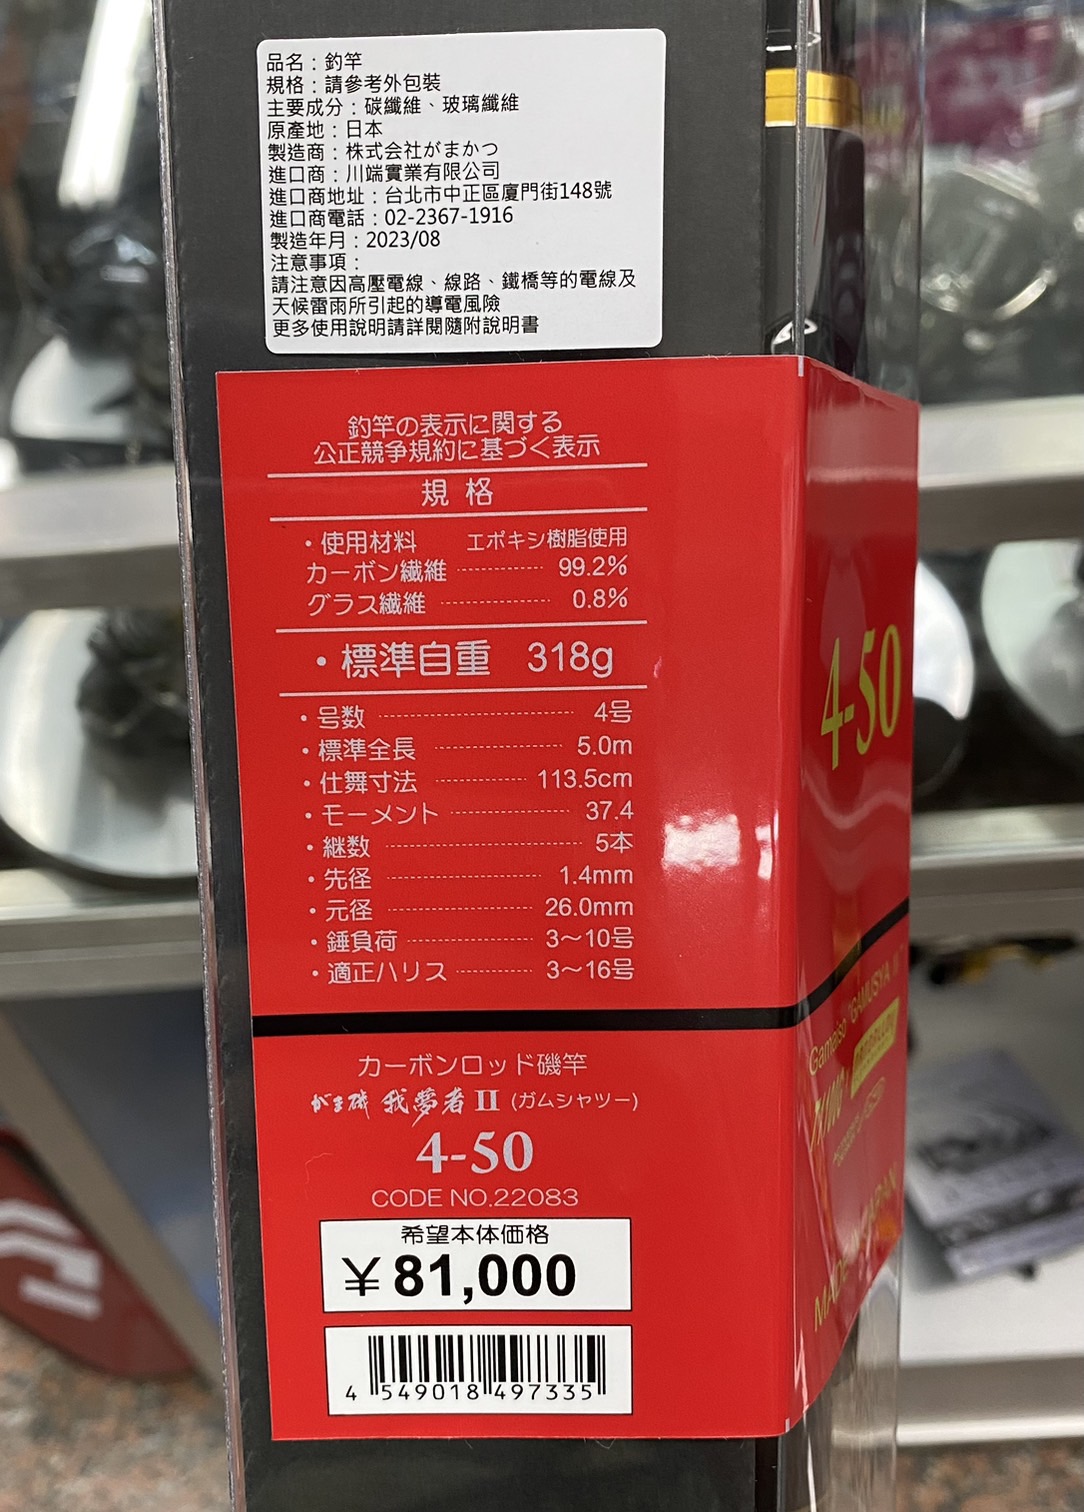 品名：釣竿
規格：請參考外包裝
主要成分：碳纖維、玻璃纖維
原產地：日本
製造商：株式会社がまかつ
進口商：川端實業有限公司
進口商地址：台北市中正區廈門街148號
進口商電話：02-2367-1916
製造年月：2023/08
注意事項：
請注意因高壓電線、線路、鐵橋等的電線及
天候雷雨所引起的導電風險
更多使用說明請詳閱隨附說明書
釣竿の表示に関する
公正競争規約に基づく表示
規格
・使用材料 エポキシ樹脂使用
カーボン繊維 ‥‥‥‥ 99.2%
グラス繊維 ‥‥‥‥ 0.8%
・標準自重 318g
・号数 ‥‥‥‥ 4号
・標準全長 ‥‥‥‥ 5.0m
・仕舞寸法 ‥‥‥‥ 113.5cm
・モーメント ‥‥‥‥ 37.4
・継数 ‥‥‥‥ 5本
・先径 ‥‥‥‥ 1.4mm
・元径 ‥‥‥‥ 26.0mm
・錘負荷 ‥‥‥‥ 3〜10号
・適正ハリス ‥‥‥‥ 3〜16号
カーボンロッド磯竿
がま磯 我夢者 II (ガムシャツー)
4-50
CODE NO.22083
希望本体価格
￥81,000
4 549018 497335
4-50
Gamaiso "GAMUSYA II"